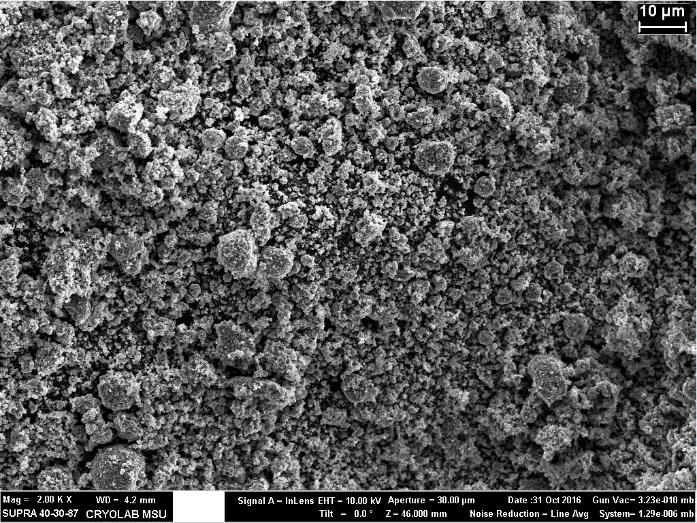 10 µm
Mag = 2.00 K X WD = 4.2 mm Signal A = InLens EHT = 10.00 kV Aperture = 30.00 µm Date :31 Oct 2016 Gun Vac= 3.23e-010 mb
SUPRA 40-30-87 CRYOLAB MSU Tilt = 0.0 ° Z = 46.000 mm Noise Reduction = Line Avg System= 1.29e-006 mb